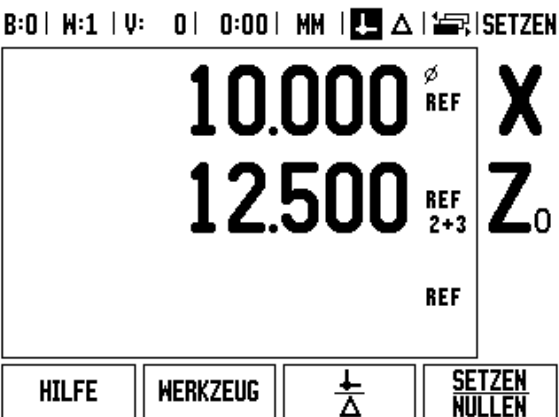 B:0 | W:1 | V: 0 | 0:00 | MM | Δ | SETZEN
10.000 Ø REF X
12.500 REF 2+3 Z0
REF
HILFE WERKZEUG Δ SETZEN NULLEN